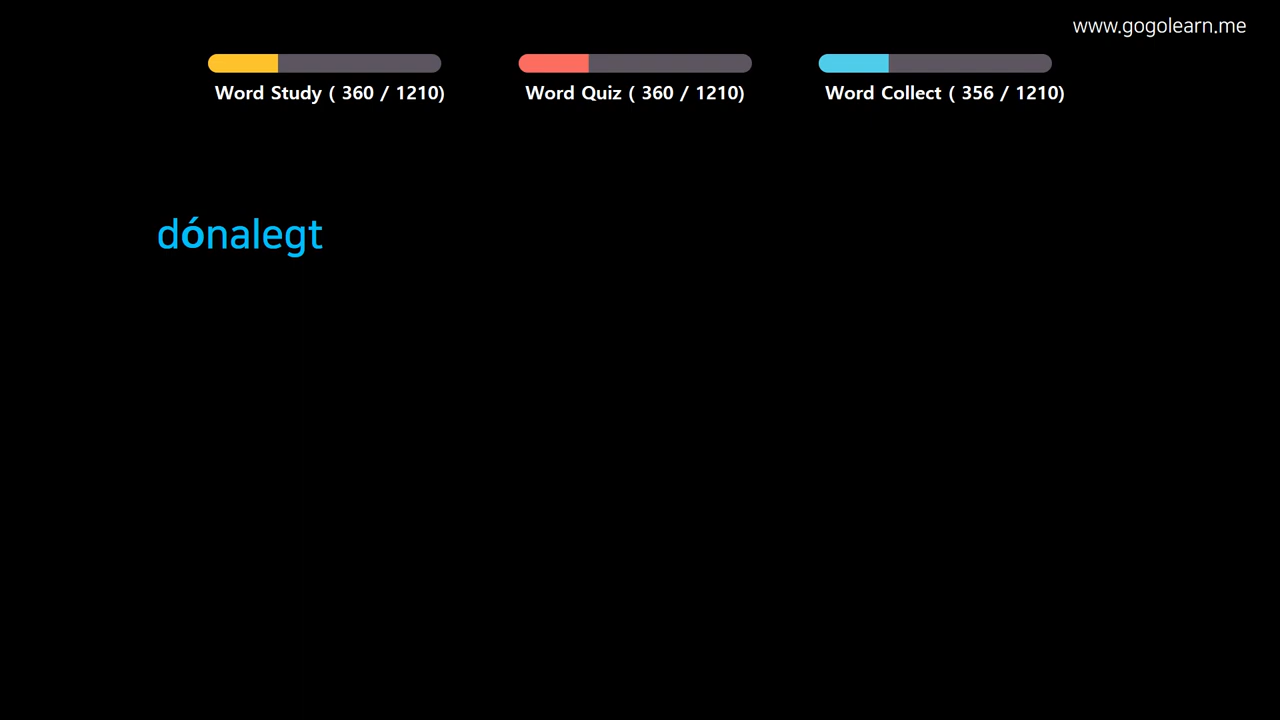 www.gogolearn.me
Word Study ( 360 / 1210)
Word Quiz ( 360 / 1210)
Word Collect ( 356 / 1210)
dónalegt